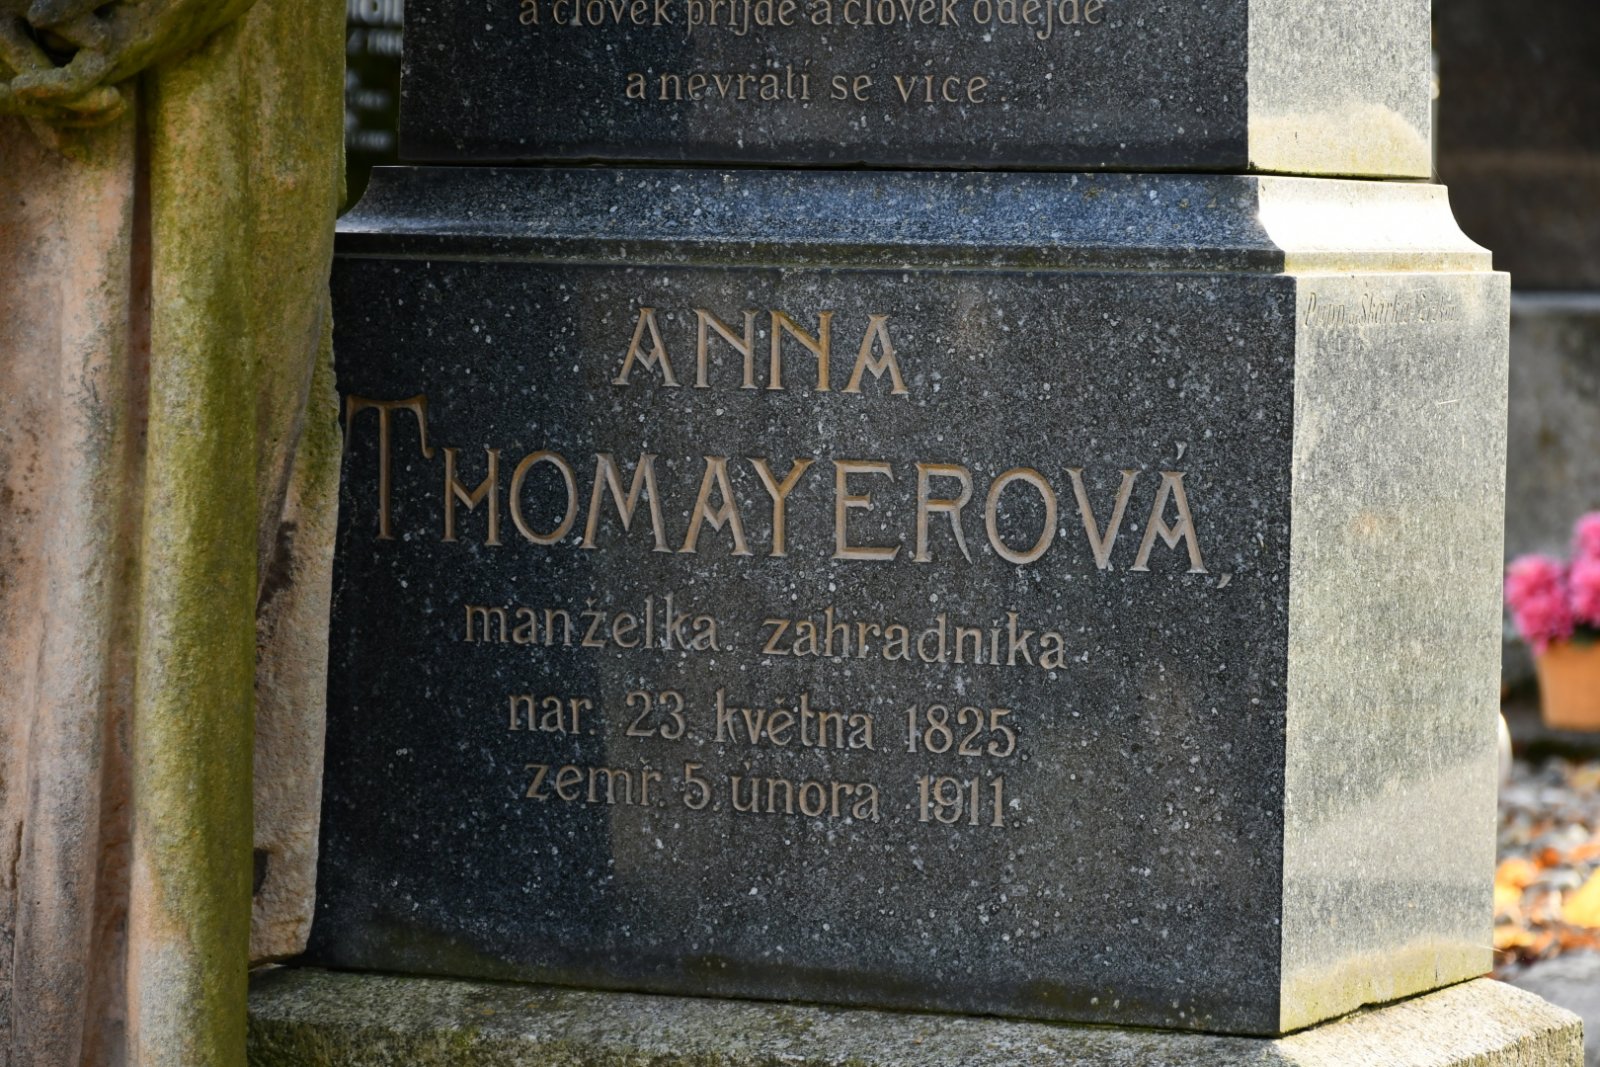 a člověk přijde a člověk odejde
a nevrátí se více.
ANNA
THOMAYEROVÁ,
manželka zahradníka
nar. 23. května 1825.
zemř. 5. února 1911.